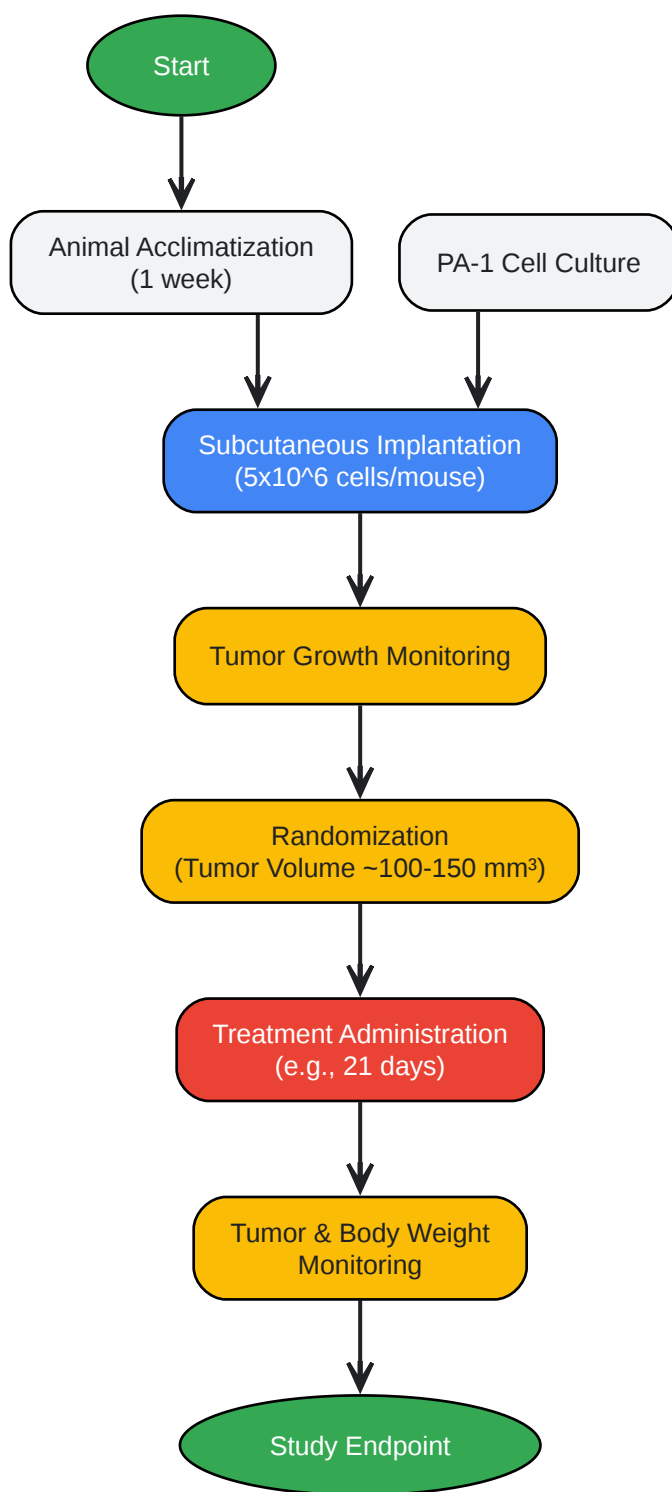 Start
Animal Acclimatization
(1 week)
PA-1 Cell Culture
Subcutaneous Implantation
(5x10^6 cells/mouse)
Tumor Growth Monitoring
Randomization
(Tumor Volume ~100-150 mm³)
Treatment Administration
(e.g., 21 days)
Tumor & Body Weight
Monitoring
Study Endpoint